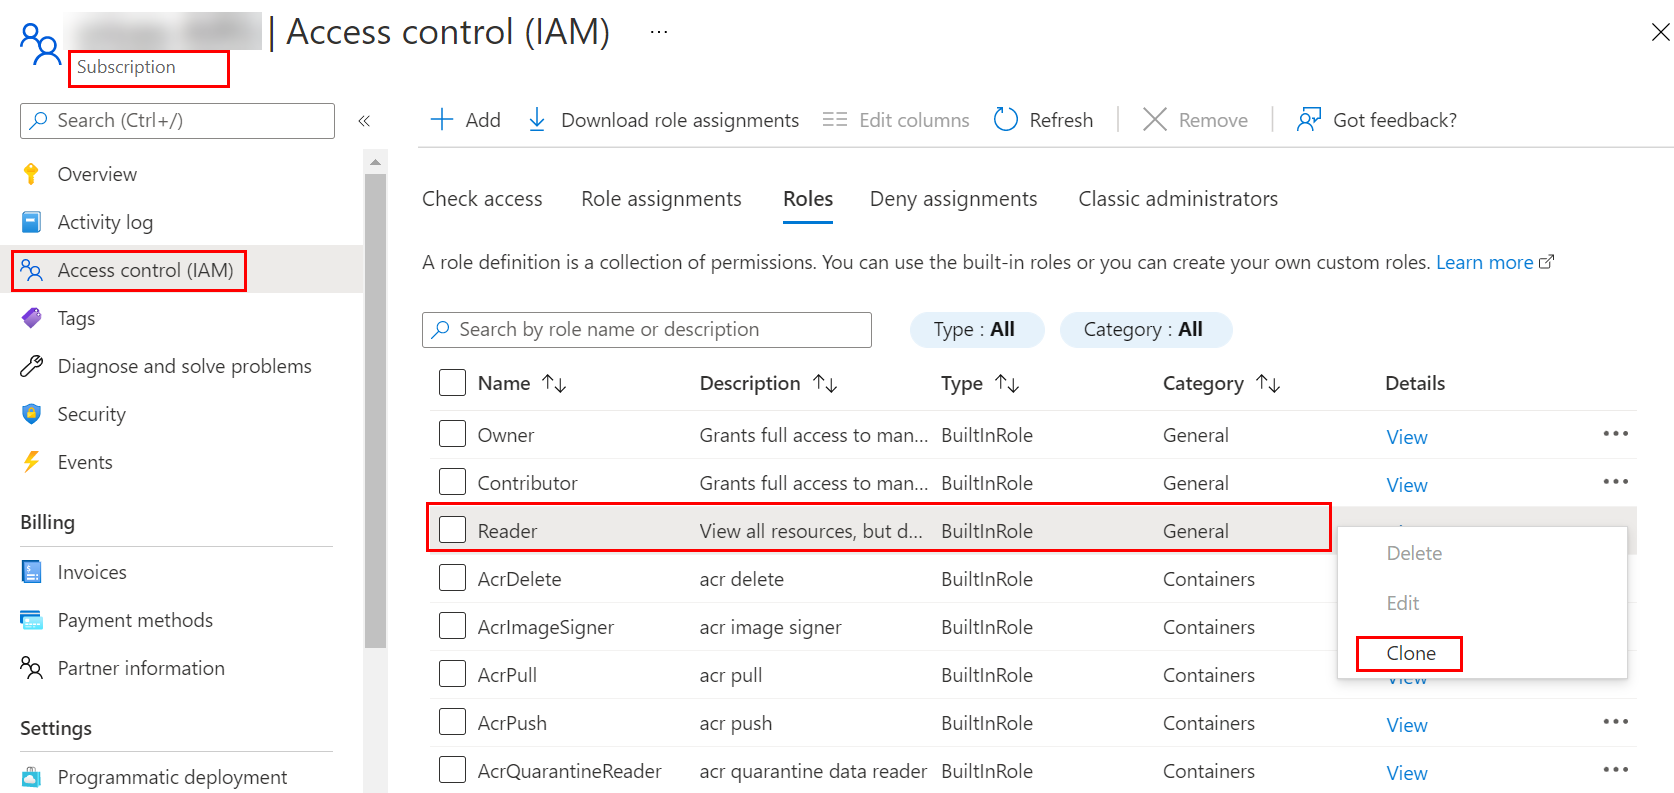 | Access control (IAM) ...
Subscription
Search (Ctrl+/) «
Overview
Activity log
Access control (IAM)
Tags
Diagnose and solve problems
Security
Events
Billing
Invoices
Payment methods
Partner information
Settings
Programmatic deployment
Add Download role assignments Edit columns Refresh Remove Got feedback?
Check access Role assignments Roles Deny assignments Classic administrators
A role definition is a collection of permissions. You can use the built-in roles or you can create your own custom roles. Learn more
Search by role name or description Type : All Category : All
Name Description Type Category Details
Owner Grants full access to man... BuiltInRole General View
Contributor Grants full access to man... BuiltInRole General View
Reader View all resources, but d... BuiltInRole General
Delete
AcrDelete acr delete BuiltInRole Containers
Edit
AcrImageSigner acr image signer BuiltInRole Containers
Clone
AcrPull acr pull BuiltInRole Containers View
AcrPush acr push BuiltInRole Containers View
AcrQuarantineReader acr quarantine data reader BuiltInRole Containers View